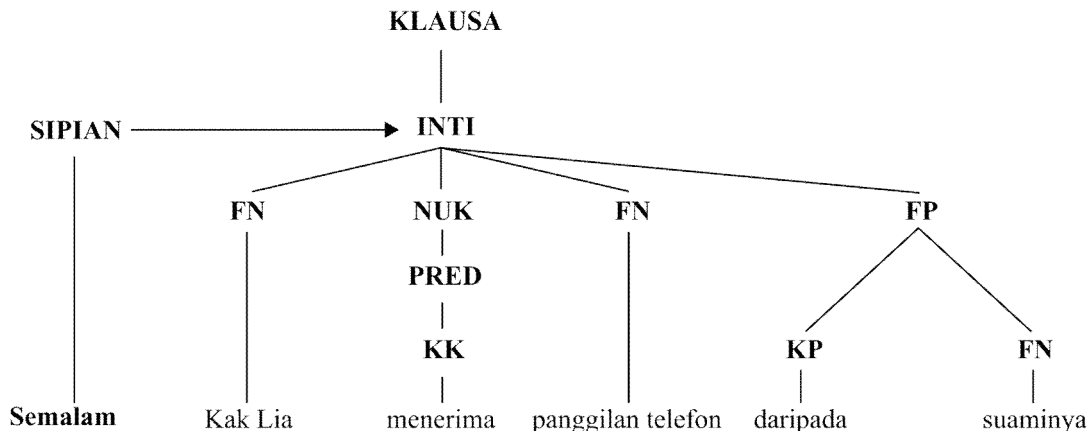 KLAUSA
SIPIAN INTI
FN NUK FN FP
PRED
KK KP FN
Semalam Kak Lia menerima panggilan telefon daripada suaminya